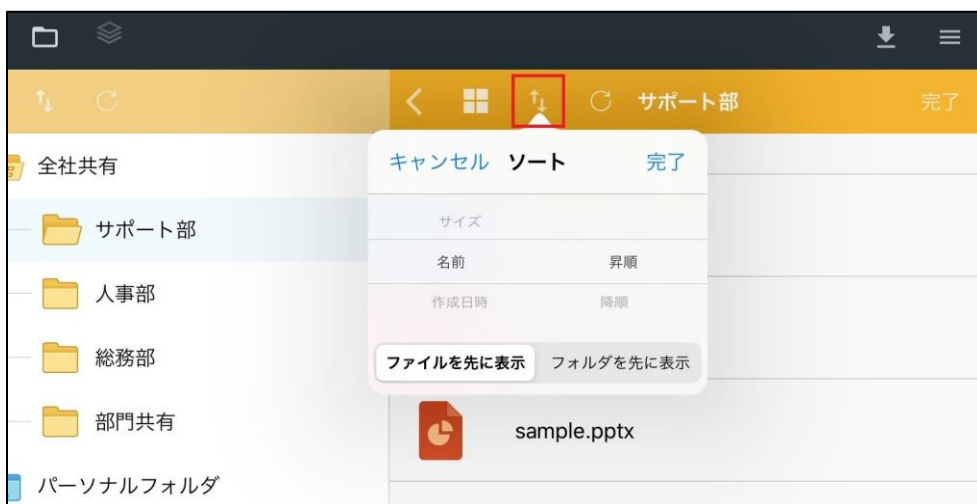 サポート部
完了
全社共有
サポート部
人事部
総務部
部門共有
パーソナルフォルダ
キャンセル ソート 完了
サイズ
名前 昇順
作成日時 降順
ファイルを先に表示 フォルダを先に表示
sample.pptx